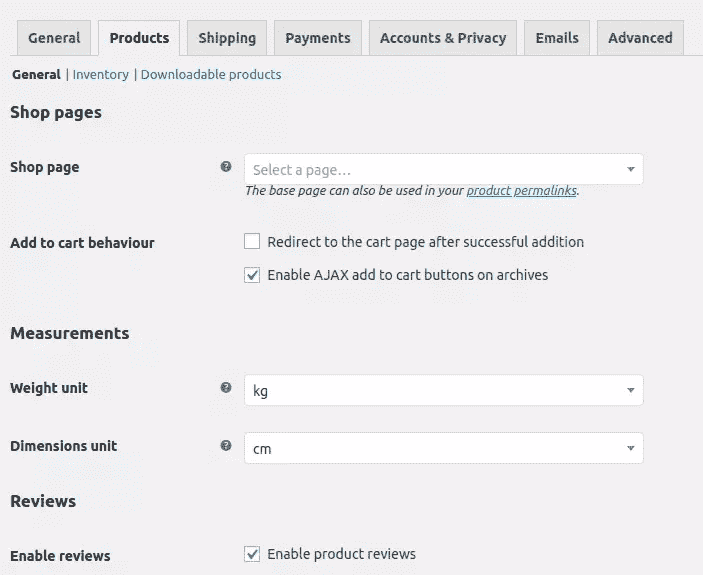 General Products Shipping Payments Accounts & Privacy Emails Advanced
General | Inventory | Downloadable products
Shop pages
Shop page ? Select a page…
The base page can also be used in your product permalinks.
Add to cart behaviour Redirect to the cart page after successful addition
Enable AJAX add to cart buttons on archives
Measurements
Weight unit ? kg
Dimensions unit ? cm
Reviews
Enable reviews Enable product reviews